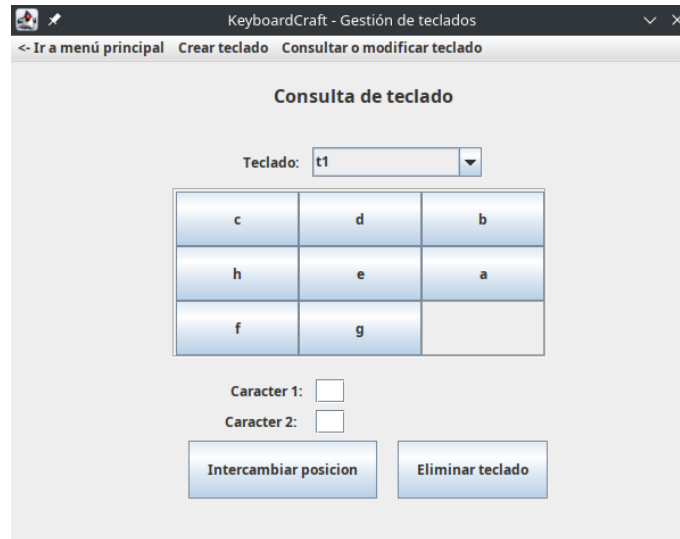 KeyboardCraft - Gestión de teclados
<- Ir a menú principal Crear teclado Consultar o modificar teclado
Consulta de teclado
Teclado: t1
c d b
h e a
f g
Caracter 1:
Caracter 2:
Intercambiar posicion Eliminar teclado